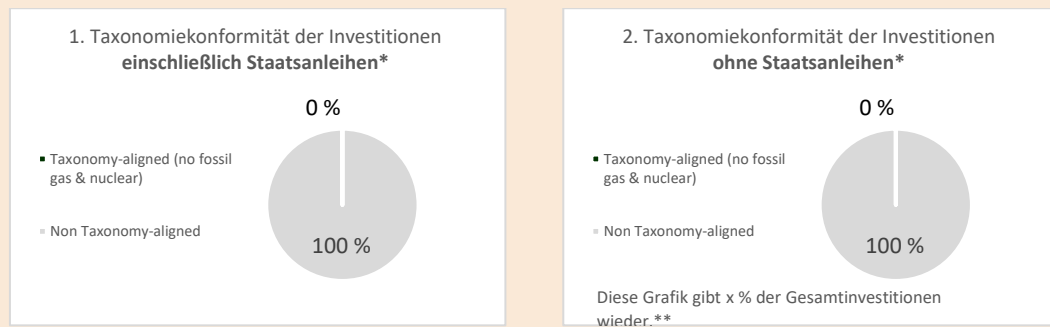 1. Taxonomiekonformität der Investitionen
einschließlich Staatsanleihen*
0 %
Taxonomy-aligned (no fossil
gas & nuclear)
Non Taxonomy-aligned
100 %
2. Taxonomiekonformität der Investitionen
ohne Staatsanleihen*
0 %
Taxonomy-aligned (no fossil
gas & nuclear)
Non Taxonomy-aligned
100 %
Diese Grafik gibt x % der Gesamtinvestitionen
wieder.**